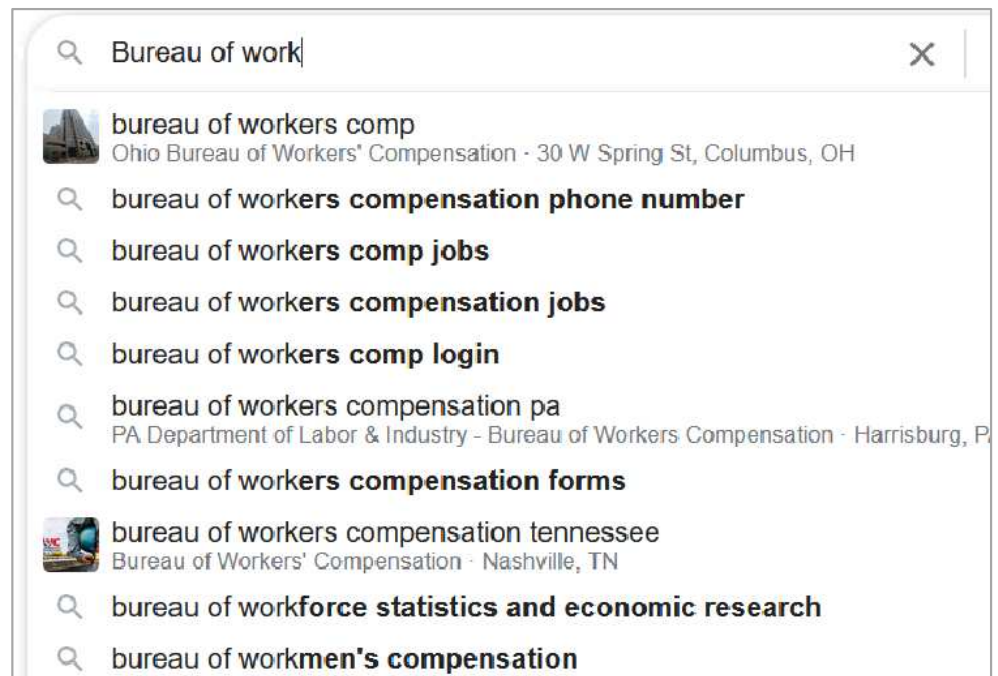 Bureau of work
bureau of workers comp
Ohio Bureau of Workers' Compensation · 30 W Spring St, Columbus, OH
bureau of workers compensation phone number
bureau of workers comp jobs
bureau of workers compensation jobs
bureau of workers comp login
bureau of workers compensation pa
PA Department of Labor & Industry - Bureau of Workers Compensation · Harrisburg,
bureau of workers compensation forms
bureau of workers compensation tennessee
Bureau of Workers' Compensation · Nashville, TN
bureau of workforce statistics and economic research
bureau of workmen's compensation